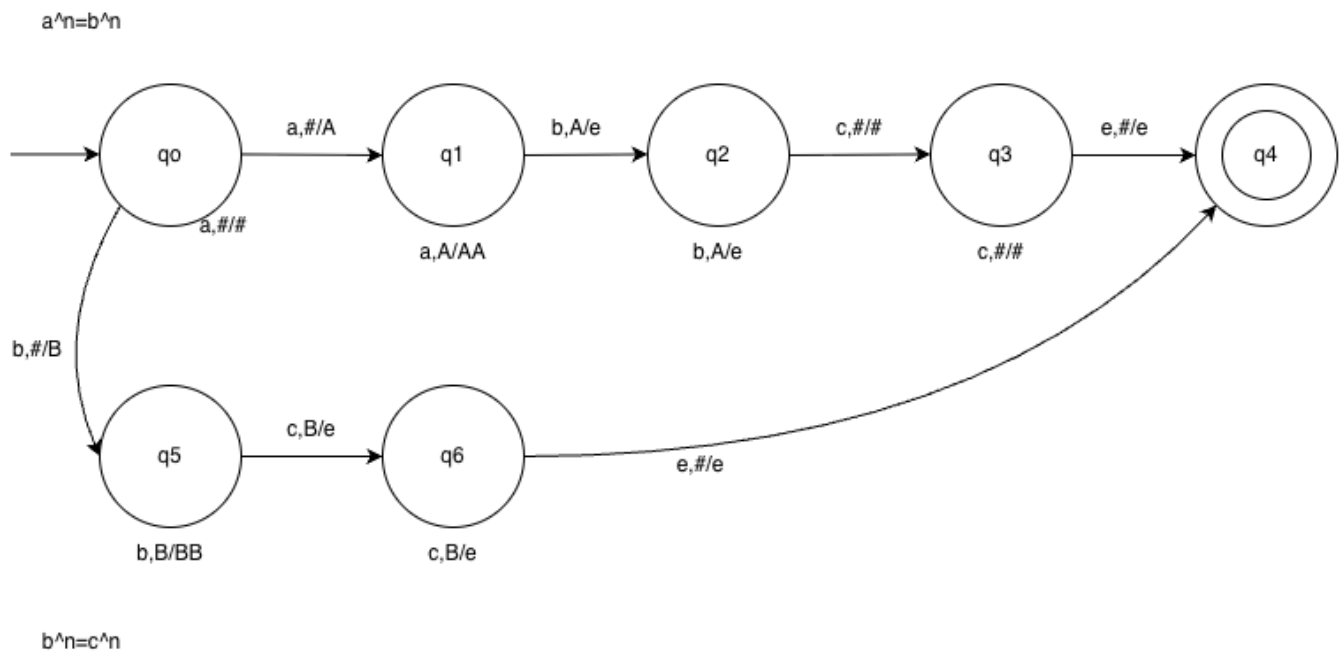 a^n=b^n
a,#/A
b,A/e
c,#/#
e,#/e
qo
q1
q2
q3
q4
a,#/#
a,A/AA
b,A/e
c,#/#
b,#/B
c,B/e
q5
q6
e,#/e
b,B/BB
c,B/e
b^n=c^n